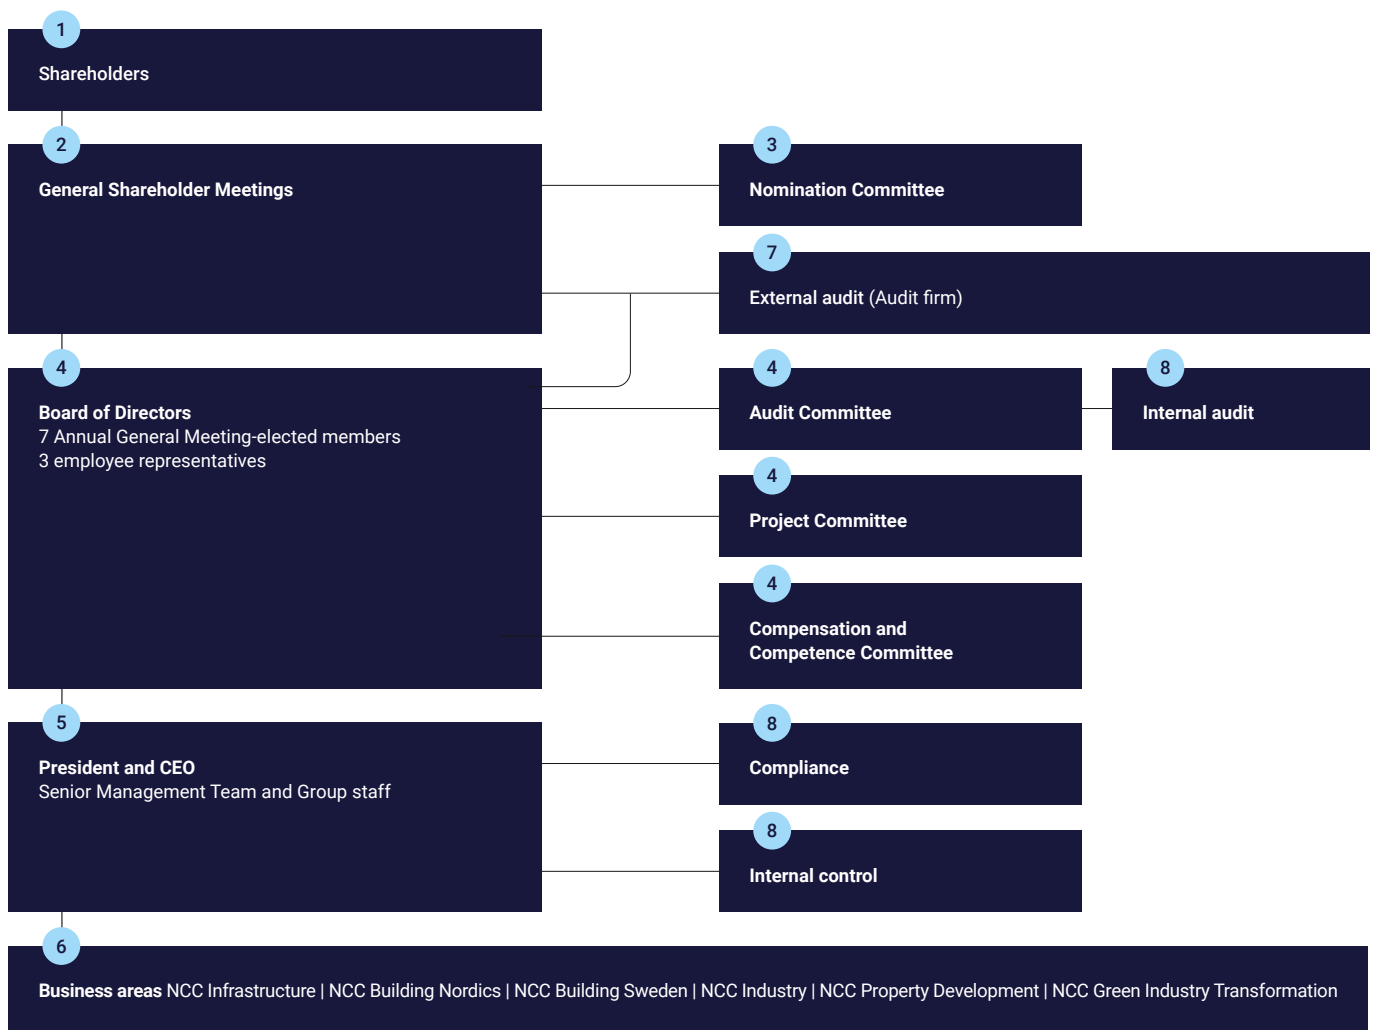 1
Shareholders
2
General Shareholder Meetings
3
Nomination Committee
7
External audit (Audit firm)
4
Board of Directors
7 Annual General Meeting-elected members
3 employee representatives
4
Audit Committee
8
Internal audit
4
Project Committee
4
Compensation and
Competence Committee
5
President and CEO
Senior Management Team and Group staff
8
Compliance
8
Internal control
6
Business areas NCC Infrastructure | NCC Building Nordics | NCC Building Sweden | NCC Industry | NCC Property Development | NCC Green Industry Transformation